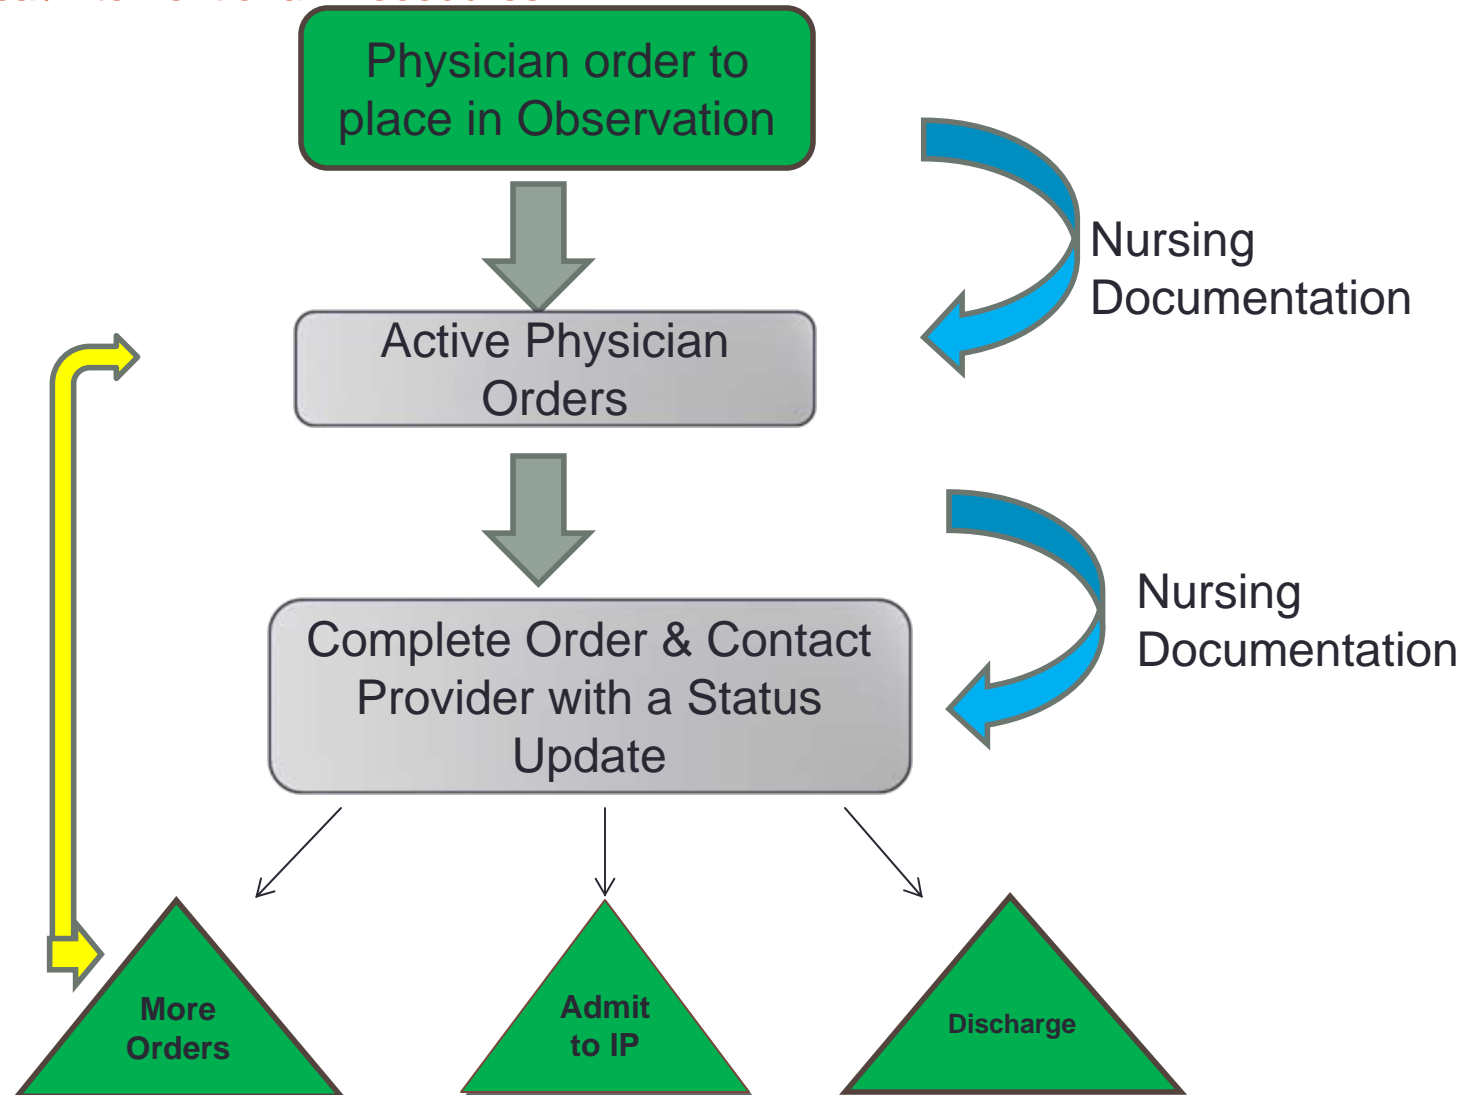 Physician order to
place in Observation
Nursing
Documentation
Active Physician
Orders
Nursing
Documentation
Complete Order & Contact
Provider with a Status
Update
More
Orders
Admit
to IP
Discharge